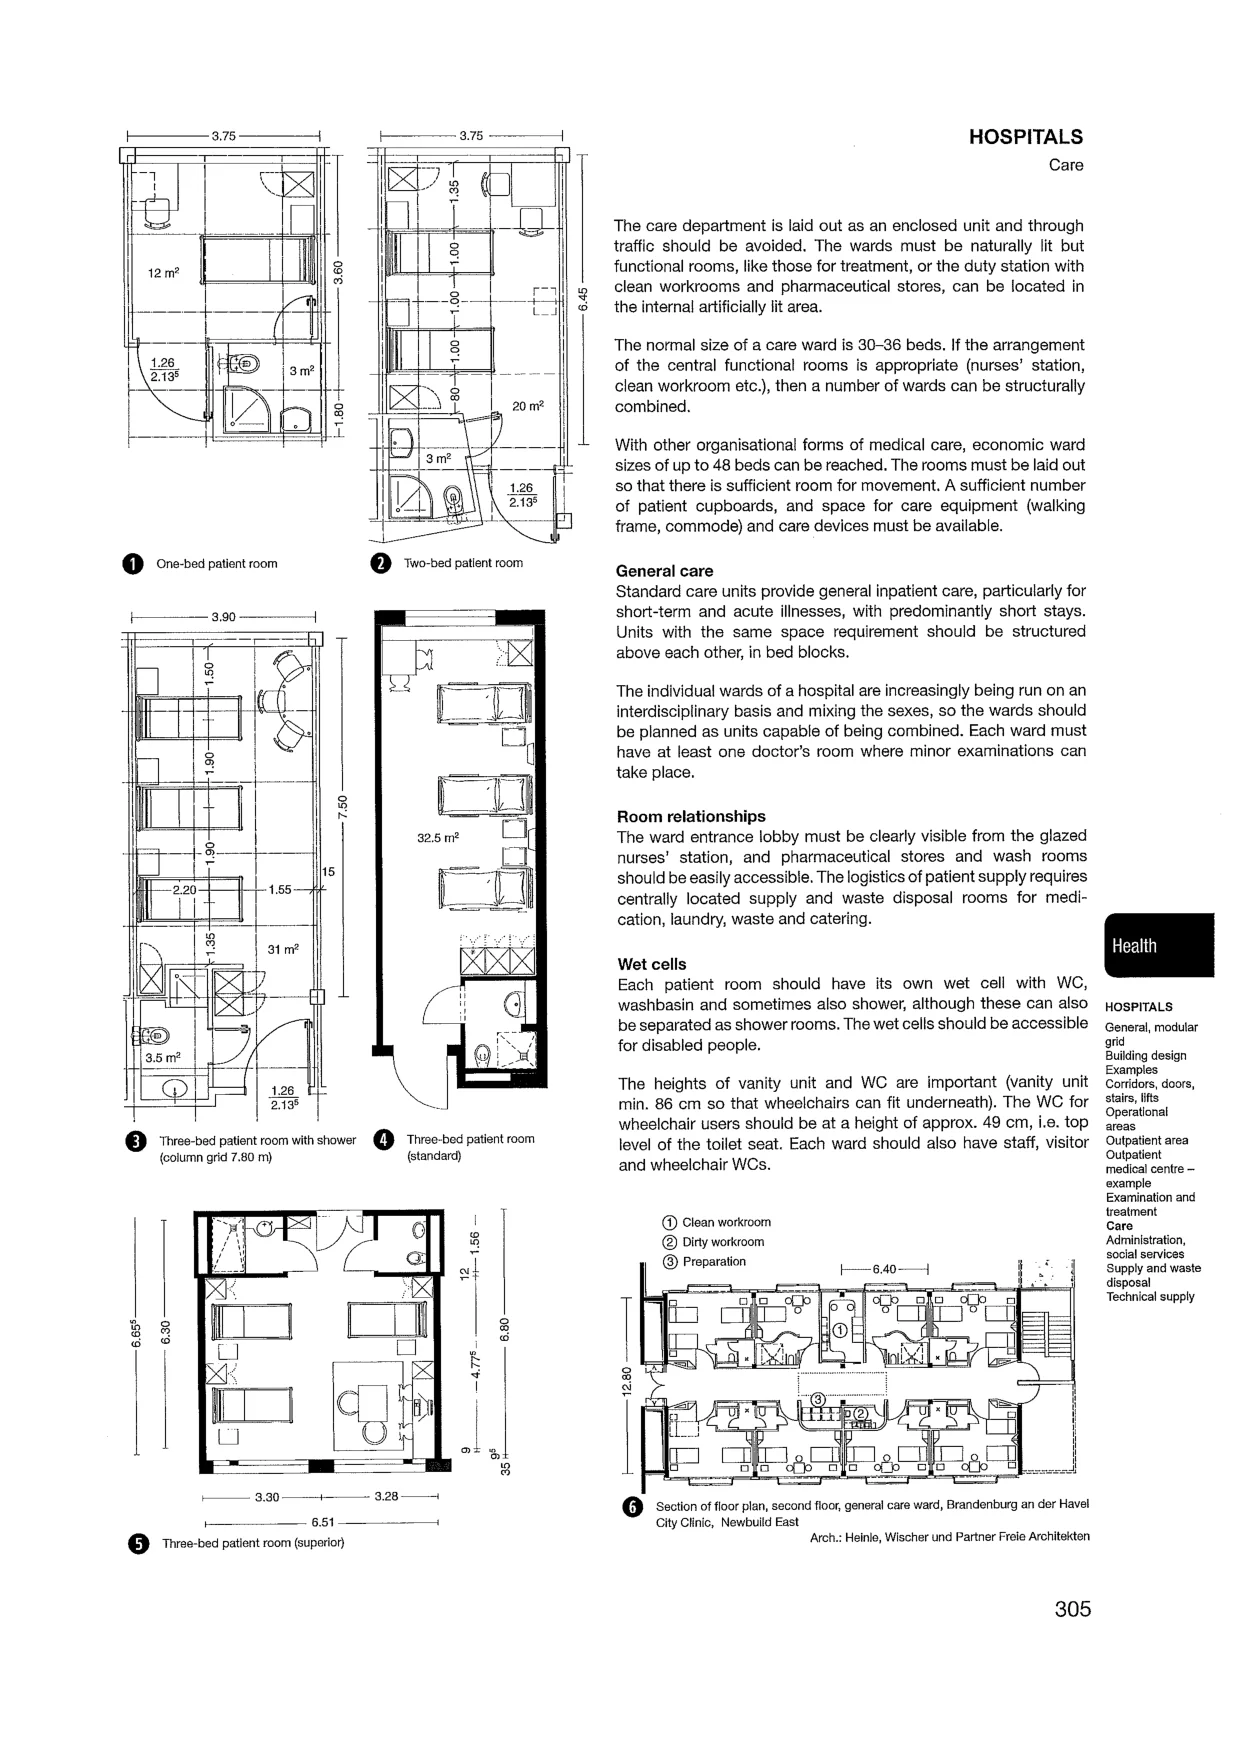 HOSPITALS
Care
The care department is laid out as an enclosed unit and through
traffic should be avoided. The wards must be naturally lit but
functional rooms, like those for treatment, or the duty station with
clean workrooms and pharmaceutical stores, can be located in
the internal artificially lit area.
The normal size of a care ward is 30–36 beds. If the arrangement
of the central functional rooms is appropriate (nurses' station,
clean workroom etc.), then a number of wards can be structurally
combined.
With other organisational forms of medical care, economic ward
sizes of up to 48 beds can be reached. The rooms must be laid out
so that there is sufficient room for movement. A sufficient number
of patient cupboards, and space for care equipment (walking
frame, commode) and care devices must be available.
General care
Standard care units provide general inpatient care, particularly for
short-term and acute illnesses, with predominantly short stays.
Units with the same space requirement should be structured
above each other, in bed blocks.
The individual wards of a hospital are increasingly being run on an
interdisciplinary basis and mixing the sexes, so the wards should
be planned as units capable of being combined. Each ward must
have at least one doctor's room where minor examinations can
take place.
Room relationships
The ward entrance lobby must be clearly visible from the glazed
nurses' station, and pharmaceutical stores and wash rooms
should be easily accessible. The logistics of patient supply requires
centrally located supply and waste disposal rooms for medi-
cation, laundry, waste and catering.
Wet cells
Each patient room should have its own wet cell with WC,
washbasin and sometimes also shower, although these can also
be separated as shower rooms. The wet cells should be accessible
for disabled people.
The heights of vanity unit and WC are important (vanity unit
min. 86 cm so that wheelchairs can fit underneath). The WC for
wheelchair users should be at a height of approx. 49 cm, i.e. top
level of the toilet seat. Each ward should also have staff, visitor
and wheelchair WCs.
3.75
12 m²
3.60
1.26
2.13⁵
3 m²
1.80
1 One-bed patient room
3.75
1.35
1.00
1.00
1.00
80
6.45
20 m²
3 m²
1.26
2.13⁵
2 Two-bed patient room
3.90
1.50
1.90
7.50
1.90
15
2.20
1.55
1.35
31 m²
3.5 m²
1.26
2.13⁵
3 Three-bed patient room with shower
(column grid 7.80 m)
32.5 m²
4 Three-bed patient room
(standard)
6.65⁵
6.30
12
1.56
4.77⁵
6.80
9
9⁵
35
3.30
3.28
6.51
5 Three-bed patient room (superior)
① Clean workroom
② Dirty workroom
③ Preparation
6.40
12.80
①
③
②
6 Section of floor plan, second floor, general care ward, Brandenburg an der Havel
City Clinic, Newbuild East
Arch.: Heinle, Wischer und Partner Freie Architekten
Health
HOSPITALS
General, modular
grid
Building design
Examples
Corridors, doors,
stairs, lifts
Operational
areas
Outpatient area
Outpatient
medical centre –
example
Examination and
treatment
Care
Administration,
social services
Supply and waste
disposal
Technical supply
305